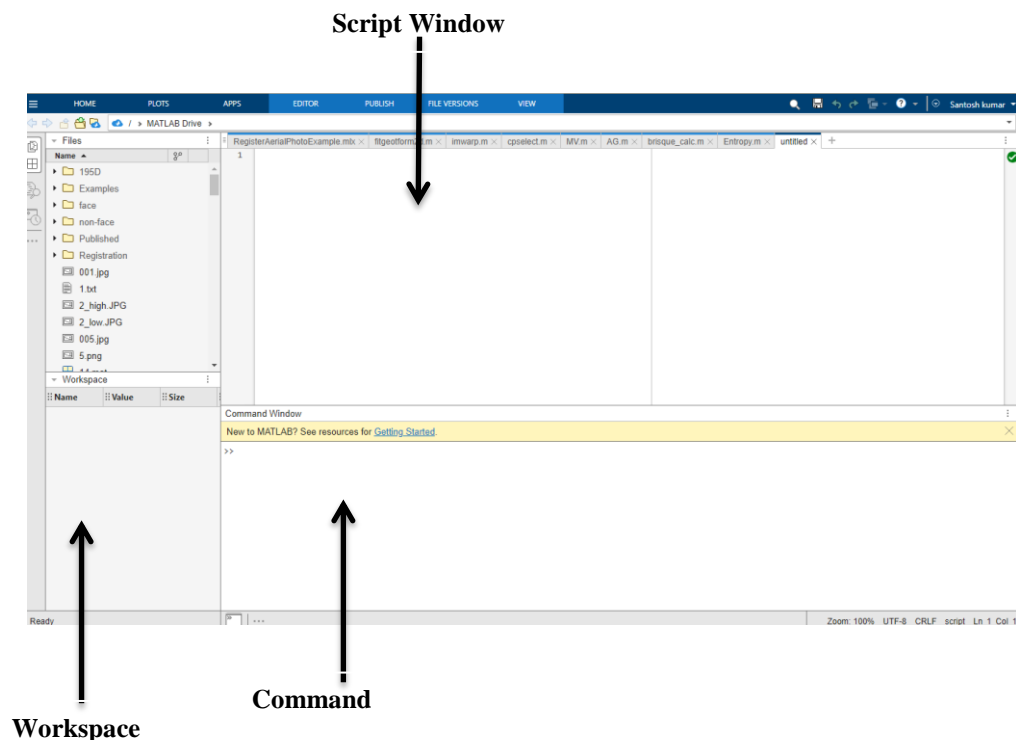 Script Window
HOME PLOTS APPS EDITOR PUBLISH FILE VERSIONS VIEW Santosh kumar
/ > MATLAB Drive >
Files
Name
195D
Examples
face
non-face
Published
Registration
001.jpg
1.txt
2_high.JPG
2_low.JPG
005.jpg
5.png
RegisterAerialPhotoExample.mlx imwarp.m cpselect.m MV.m AG.m brisque_calc.m Entropy.m untitled
1
Workspace
Name Value Size
Command Window
New to MATLAB? See resources for Getting Started.
>>
Ready
Zoom: 100% UTF-8 CRLF script Ln 1 Col 1
Command
Workspace